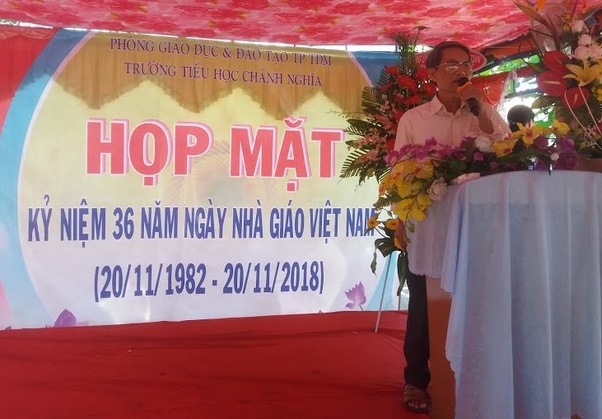 PHÒNG GIÁO DỤC & ĐÀO TẠO TP TDM
TRƯỜNG TIỂU HỌC CHÁNH NGHĨA
HỌP MẶT
KỶ NIỆM 36 NĂM NGÀY NHÀ GIÁO VIỆT NAM
(20/11/1982 - 20/11/2018)